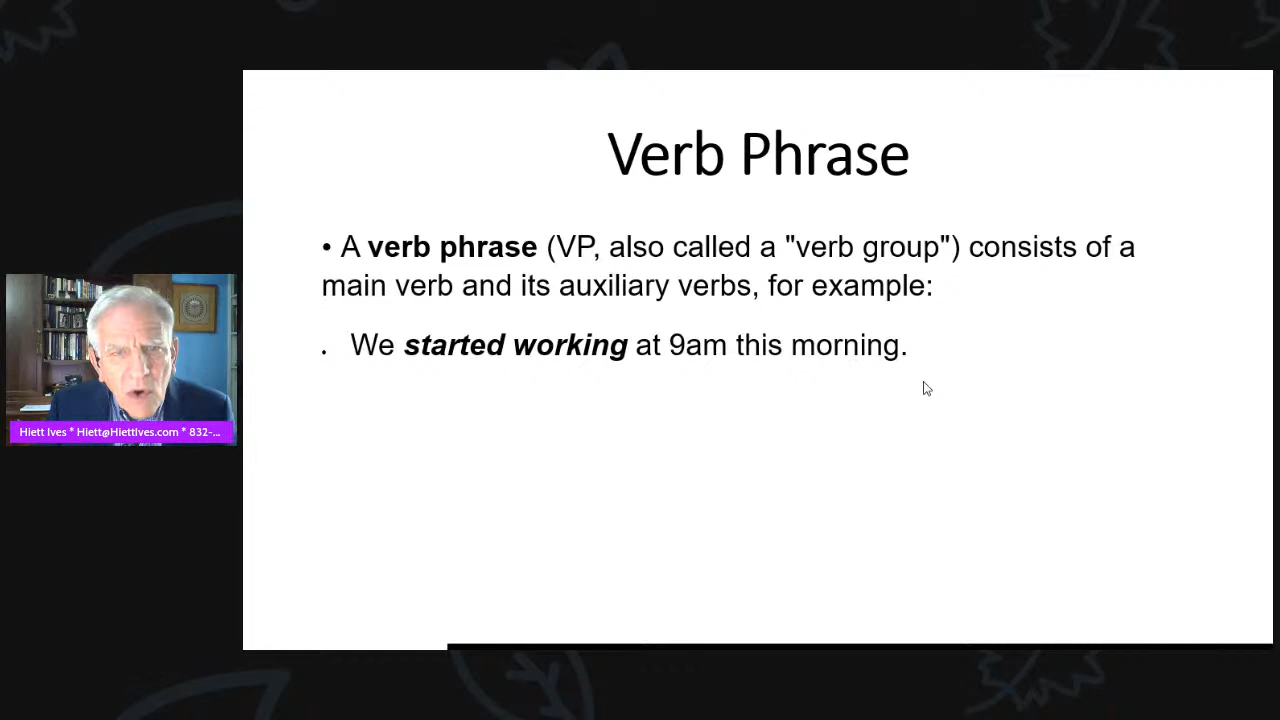 Verb Phrase
• A verb phrase (VP, also called a "verb group") consists of a
main verb and its auxiliary verbs, for example:
. We started working at 9am this morning.
Hiett Ives * Hiett@HiettIves.com * 832-...